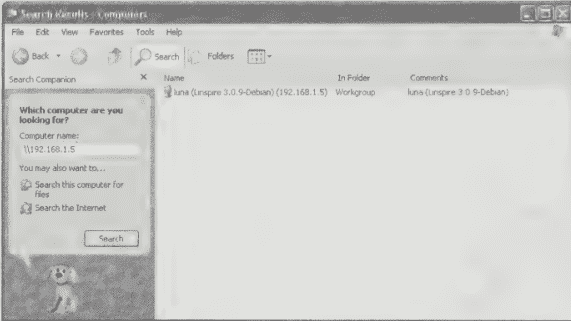 Search Results - Computers
File Edit View Favorites Tools Help
Back Search Folders
Search Companion
Name In Folder Comments
luna (Linspire 3.0.9-Debian) (192.168.1.5) Workgroup luna (Linspire 3.0.9-Debian)
Which computer are you
looking for?
Computer name:
\\192.168.1.5
You may also want to...
Search this computer for
files
Search the Internet
Search